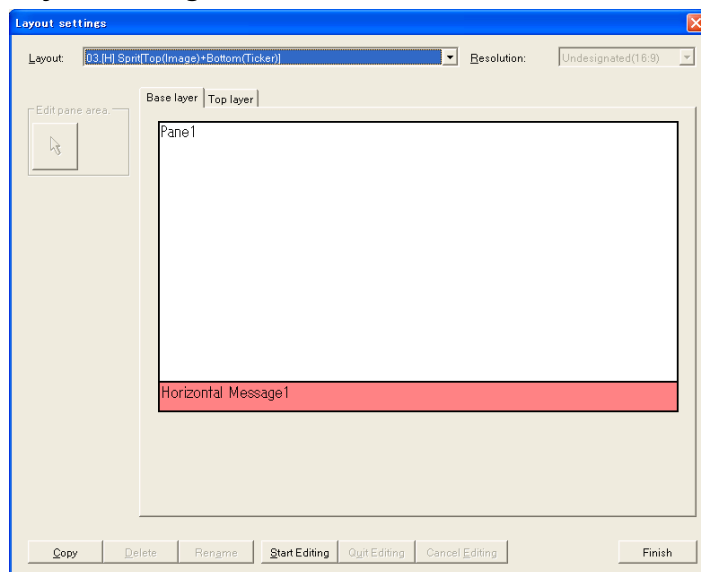 Layout settings
Layout: 03.[H] Sprit[Top(Image)+Bottom(Ticker)] Resolution: Undesignated(16:9)
Edit pane area.
Base layer Top layer
Pane1
Horizontal Message1
Copy Delete Rename Start Editing Quit Editing Cancel Editing Finish